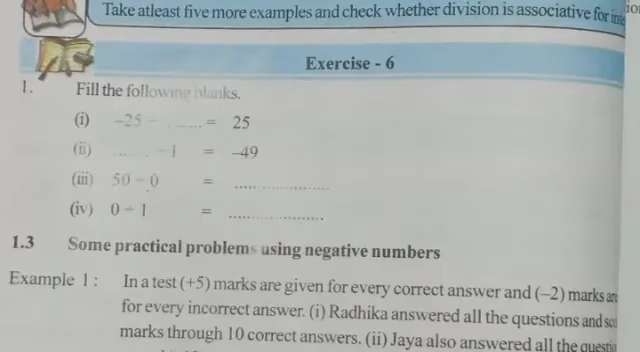 Take atleast five more examples and check whether division is associative for
Exercise - 6
1. Fill the following blanks.
(i) –25 ÷ ....... = 25
(ii) ....... ÷ 1 = –49
(iii) 50 ÷ 0 = .......................
(iv) 0 ÷ 1 = .......................
1.3 Some practical problems using negative numbers
Example 1 : In a test (+5) marks are given for every correct answer and (–2) marks are
for every incorrect answer. (i) Radhika answered all the questions and
marks through 10 correct answers. (ii) Jaya also answered all the